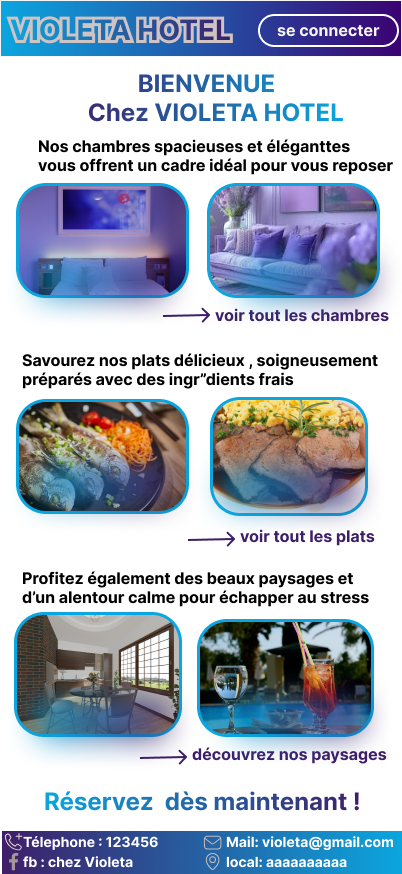 VIOLETA HOTEL
se connecter
BIENVENUE
Chez VIOLETA HOTEL
Nos chambres spacieuses et éléganttes
vous offrent un cadre idéal pour vous reposer
voir tout les chambres
Savourez nos plats délicieux , soigneusement
préparés avec des ingr”dients frais
voir tout les plats
Profitez également des beaux paysages et
d’un alentour calme pour échapper au stress
découvrez nos paysages
Réservez dès maintenant !
Télephone : 123456
Mail: violeta@gmail.com
fb : chez Violeta
local: aaaaaaaaaa